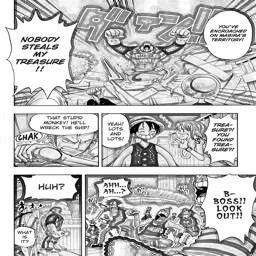 YOU'VE
ENCROACHED
ON MASIRA'S
TERRITORY!
NOBODY
STEALS
MY
TREASURE
!!
TREA-
SURE?!
YOU
FOUND
TREA-
SURE?
YEAH!
LOTS
AND
LOTS!
THAT STUPID
MONKEY! HE'LL
WRECK THE SHIP!
CHAK
B-
BOSS!!
LOOK
OUT!!
AHH...
AH...?
HUH?
WHAT
IS
IT?